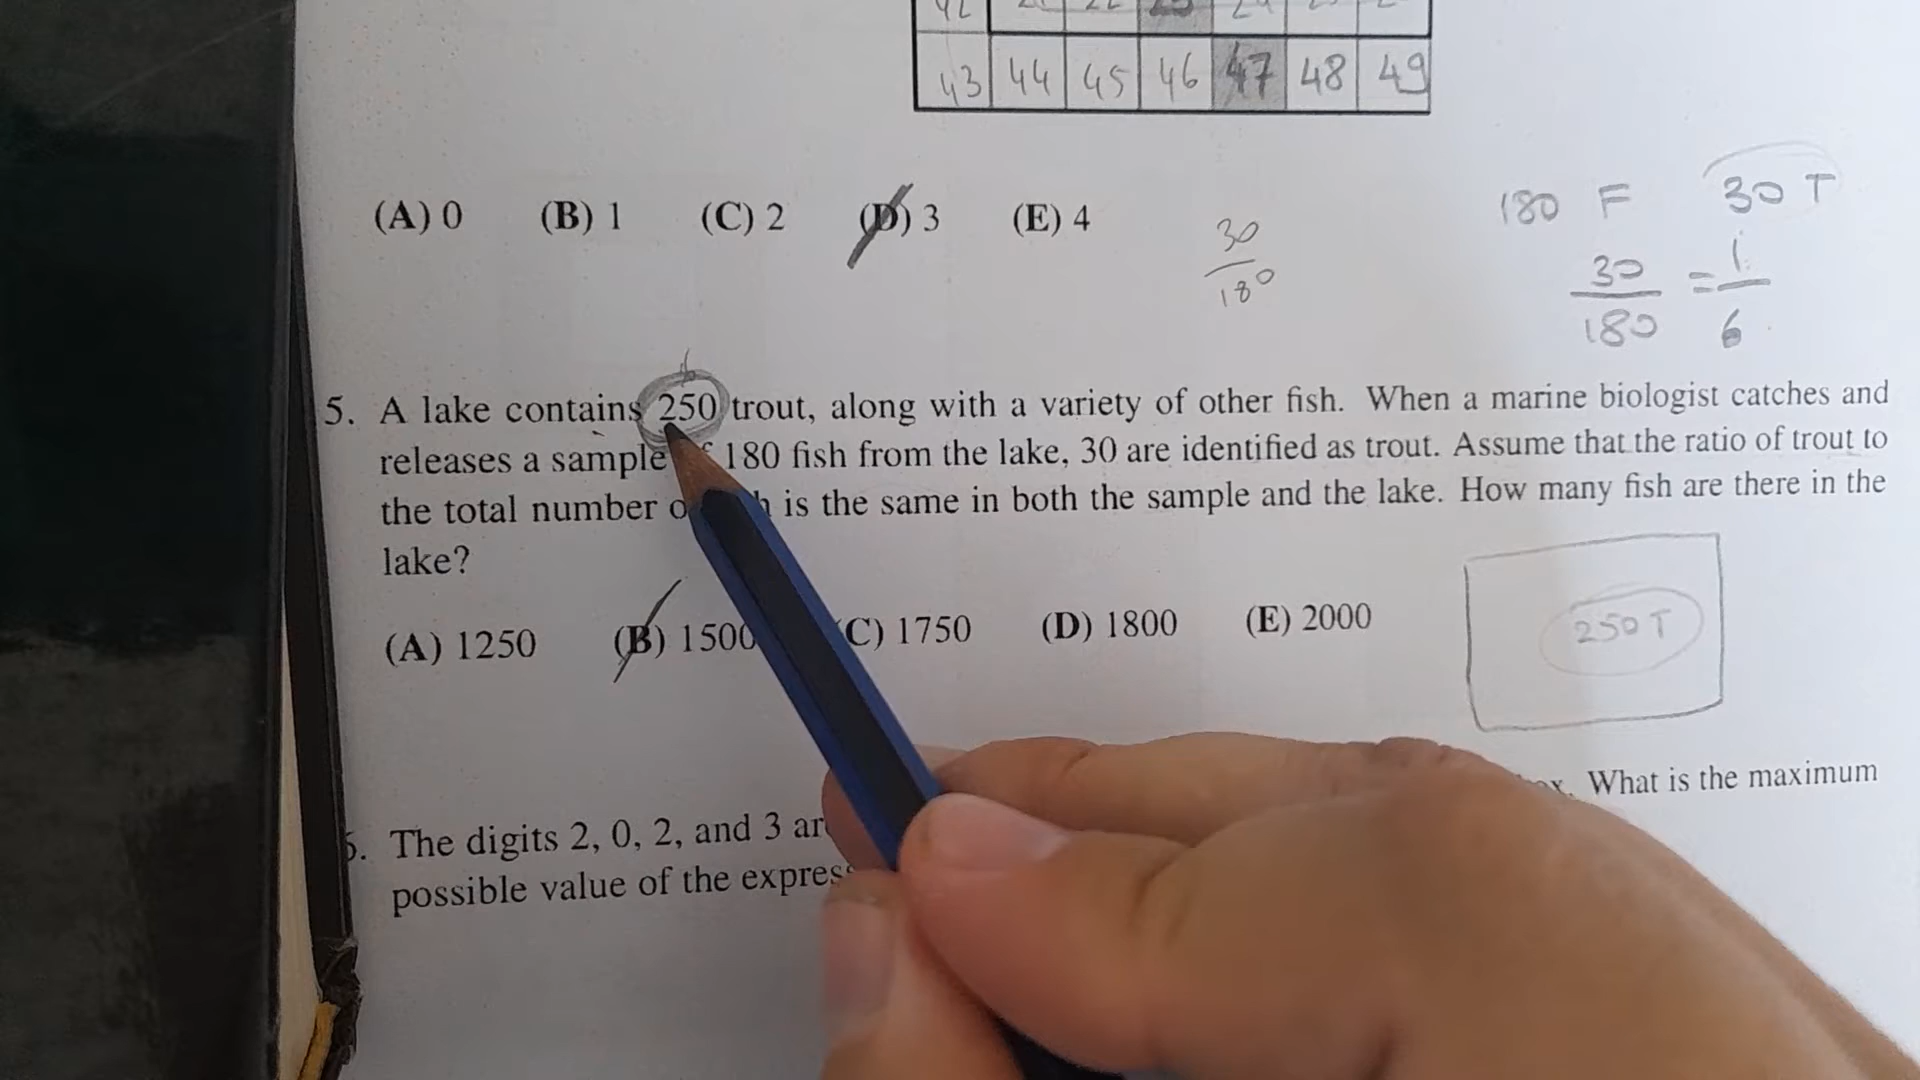 43 44 45 46 47 48 49
(A) 0 (B) 1 (C) 2 (D) 3 (E) 4
30
180
180 F 30 T
30 = 1
180 6
5. A lake contains 250 trout, along with a variety of other fish. When a marine biologist catches and
releases a sample 180 fish from the lake, 30 are identified as trout. Assume that the ratio of trout to
the total number is the same in both the sample and the lake. How many fish are there in the
lake?
(A) 1250 (B) 1500 (C) 1750 (D) 1800 (E) 2000
250 T
What is the maximum
The digits 2, 0, 2, and 3
possible value of the